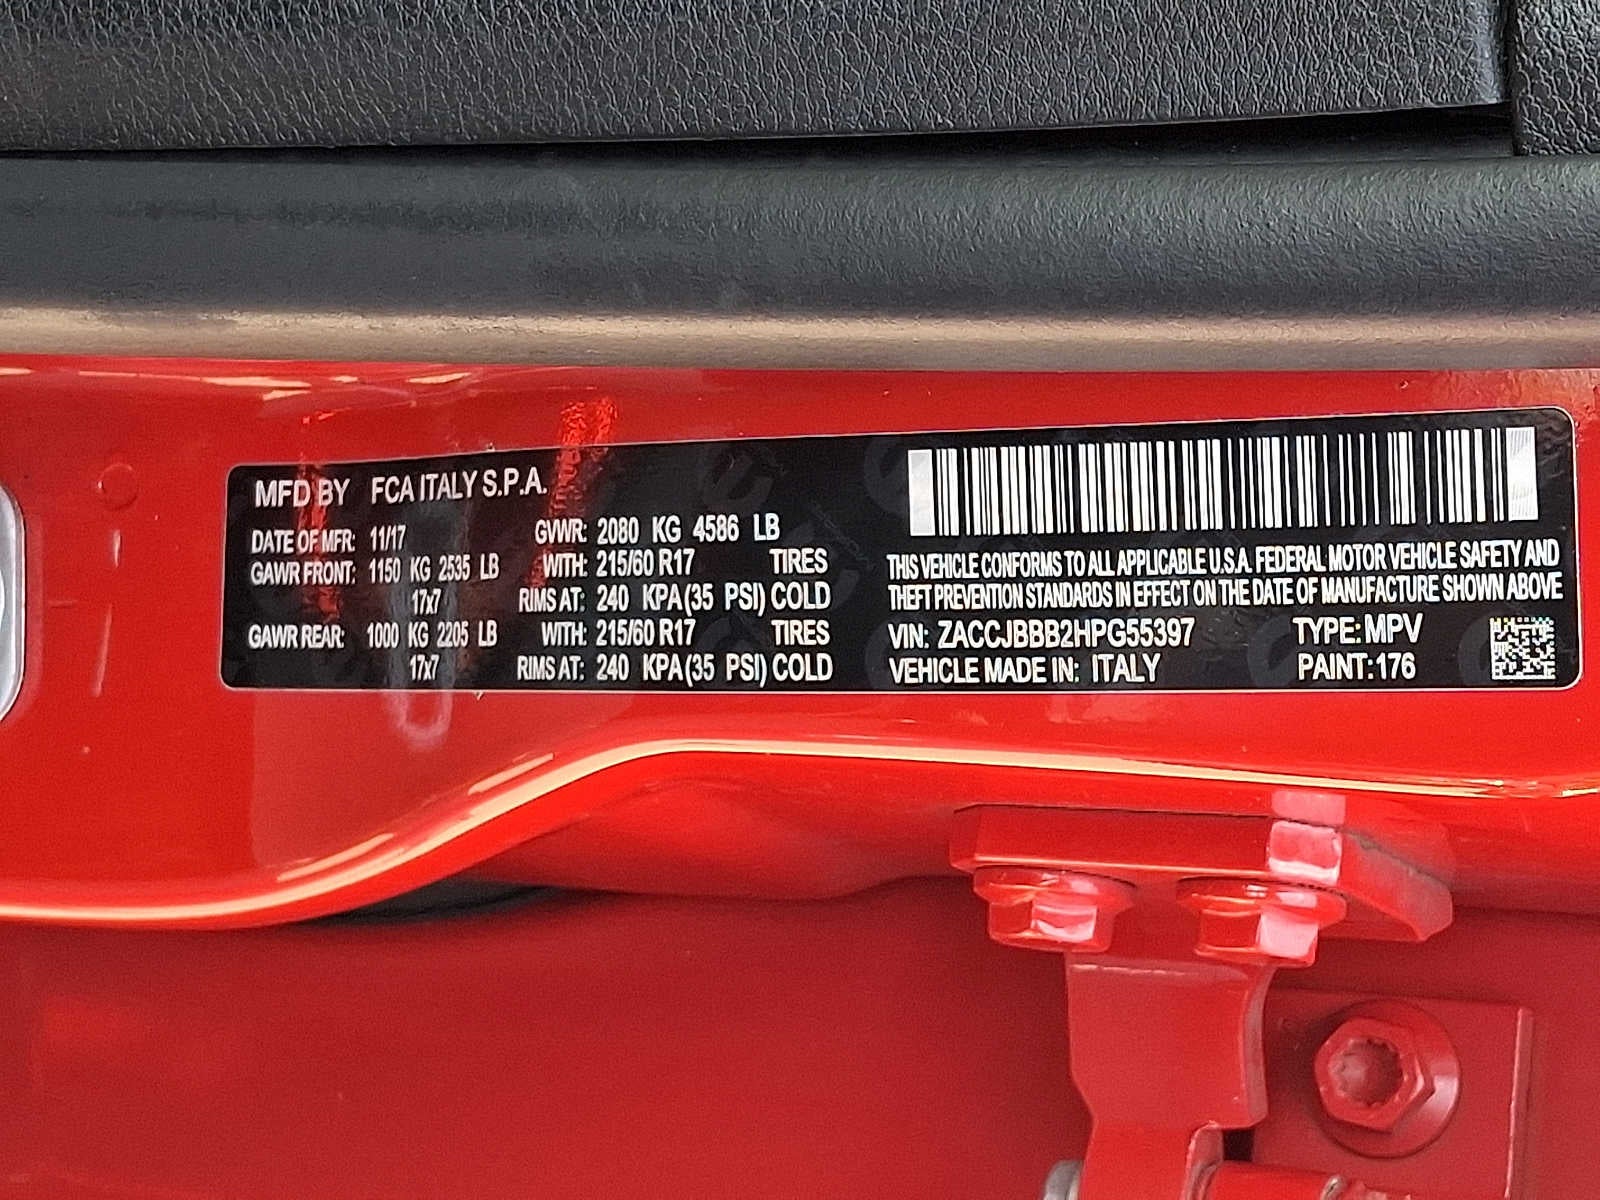 MFD BY FCA ITALY S.P.A.
DATE OF MFR: 11/17 GVWR: 2080 KG 4586 LB
GAWR FRONT: 1150 KG 2535 LB WITH: 215/60 R17 TIRES
17x7 RIMS AT: 240 KPA(35 PSI) COLD
GAWR REAR: 1000 KG 2205 LB WITH: 215/60 R17 TIRES
17x7 RIMS AT: 240 KPA(35 PSI) COLD
THIS VEHICLE CONFORMS TO ALL APPLICABLE U.S.A. FEDERAL MOTOR VEHICLE SAFETY AND
THEFT PREVENTION STANDARDS IN EFFECT ON THE DATE OF MANUFACTURE SHOWN ABOVE
VIN: ZACCJBBB2HPG55397 TYPE: MPV
VEHICLE MADE IN: ITALY PAINT: 176